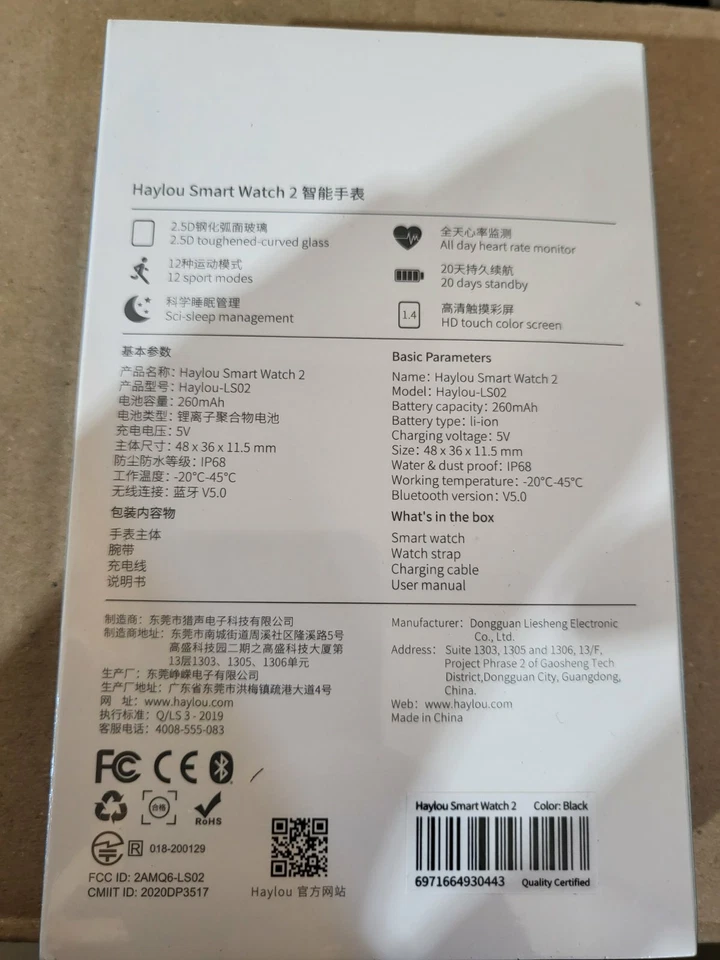 Haylou Smart Watch 2 智能手表
2.5D钢化弧面玻璃
2.5D toughened-curved glass
全天心率监测
All day heart rate monitor
12种运动模式
12 sport modes
20天持久续航
20 days standby
科学睡眠管理
Sci-sleep management
1.4
高清触摸彩屏
HD touch color screen
基本参数
产品名称：Haylou Smart Watch 2
产品型号：Haylou-LS02
电池容量：260mAh
电池类型：锂离子聚合物电池
充电电压：5V
主体尺寸：48 x 36 x 11.5 mm
防尘防水等级：IP68
工作温度：-20°C-45°C
无线连接：蓝牙 V5.0
包装内容物
手表主体
腕带
充电线
说明书
Basic Parameters
Name：Haylou Smart Watch 2
Model：Haylou-LS02
Battery capacity：260mAh
Battery type：li-ion
Charging voltage：5V
Size：48 x 36 x 11.5 mm
Water & dust proof：IP68
Working temperature：-20°C-45°C
Bluetooth version：V5.0
What's in the box
Smart watch
Watch strap
Charging cable
User manual
制造商：东莞市猎声电子科技有限公司
制造商地址：东莞市南城街道周溪社区隆溪路5号
高盛科技园二期之高盛科技大厦第
13层1303、1305、1306单元
生产厂：东莞峥嵘电子有限公司
生产厂地址：广东省东莞市洪梅镇疏港大道4号
网 址：www.haylou.com
执行标准：Q/LS 3 - 2019
客服电话：4008-555-083
Manufacturer：Dongguan Liesheng Electronic
Co., Ltd.
Address：Suite 1303, 1305 and 1306, 13/F,
Project Phrase 2 of Gaosheng Tech
District,Dongguan City, Guangdong,
China.
Web：www.haylou.com
Made in China
FC CE
合格
RoHS
R 018-200129
FCC ID: 2AMQ6-LS02
CMIIT ID: 2020DP3517
Haylou 官方网站
Haylou Smart Watch 2 Color: Black
6971664930443 Quality Certified